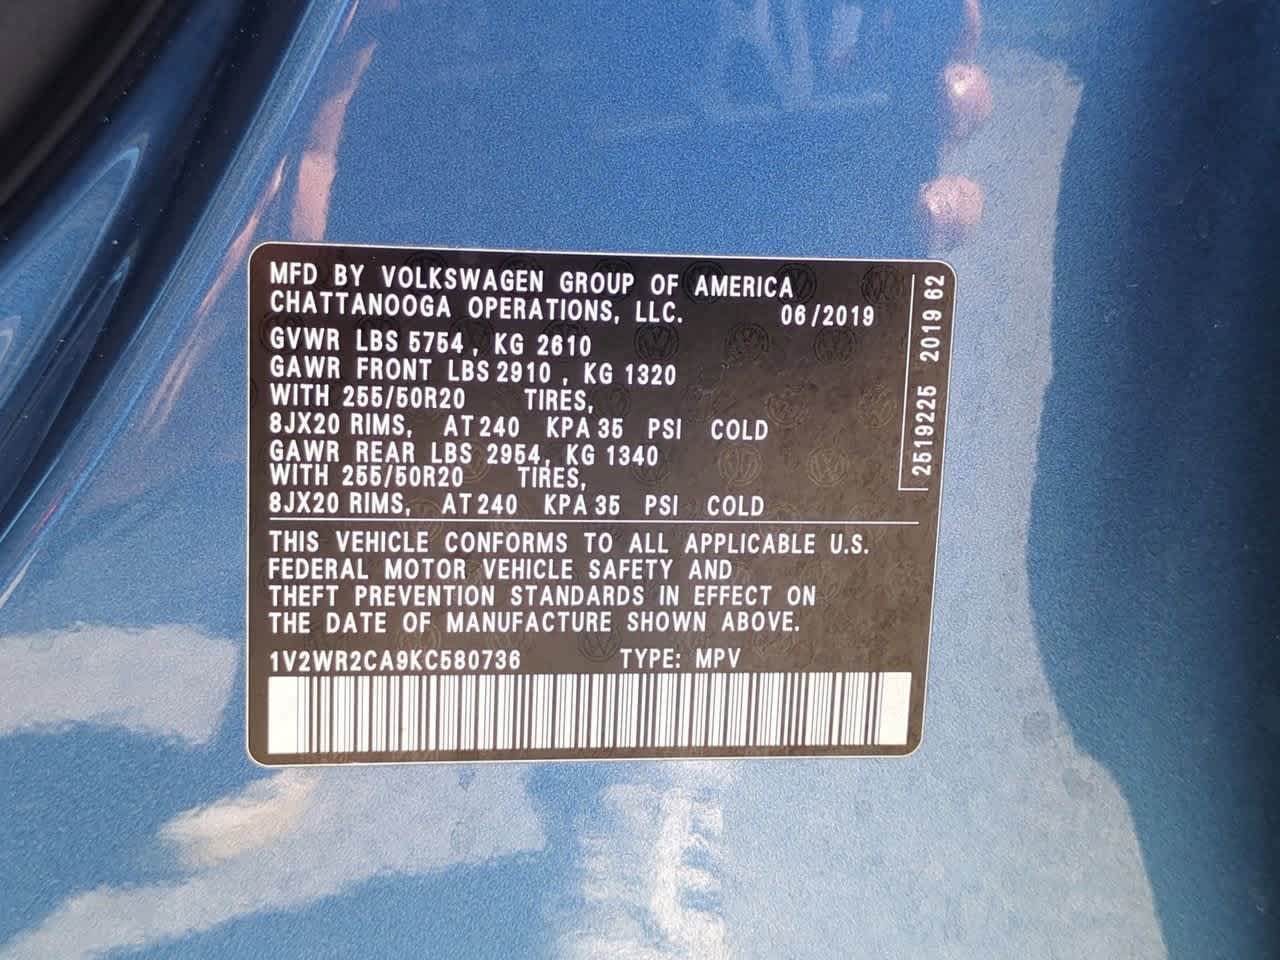 MFD BY VOLKSWAGEN GROUP OF AMERICA
CHATTANOOGA OPERATIONS, LLC. 06/2019
GVWR LBS 5754, KG 2610
GAWR FRONT LBS 2910, KG 1320
WITH 255/50R20 TIRES,
8JX20 RIMS, AT 240 KPA 35 PSI COLD
GAWR REAR LBS 2954, KG 1340
WITH 255/50R20 TIRES,
8JX20 RIMS, AT 240 KPA 35 PSI COLD
THIS VEHICLE CONFORMS TO ALL APPLICABLE U.S.
FEDERAL MOTOR VEHICLE SAFETY AND
THEFT PREVENTION STANDARDS IN EFFECT ON
THE DATE OF MANUFACTURE SHOWN ABOVE.
1V2WR2CA9KC580736 TYPE: MPV
2519225 2019 62